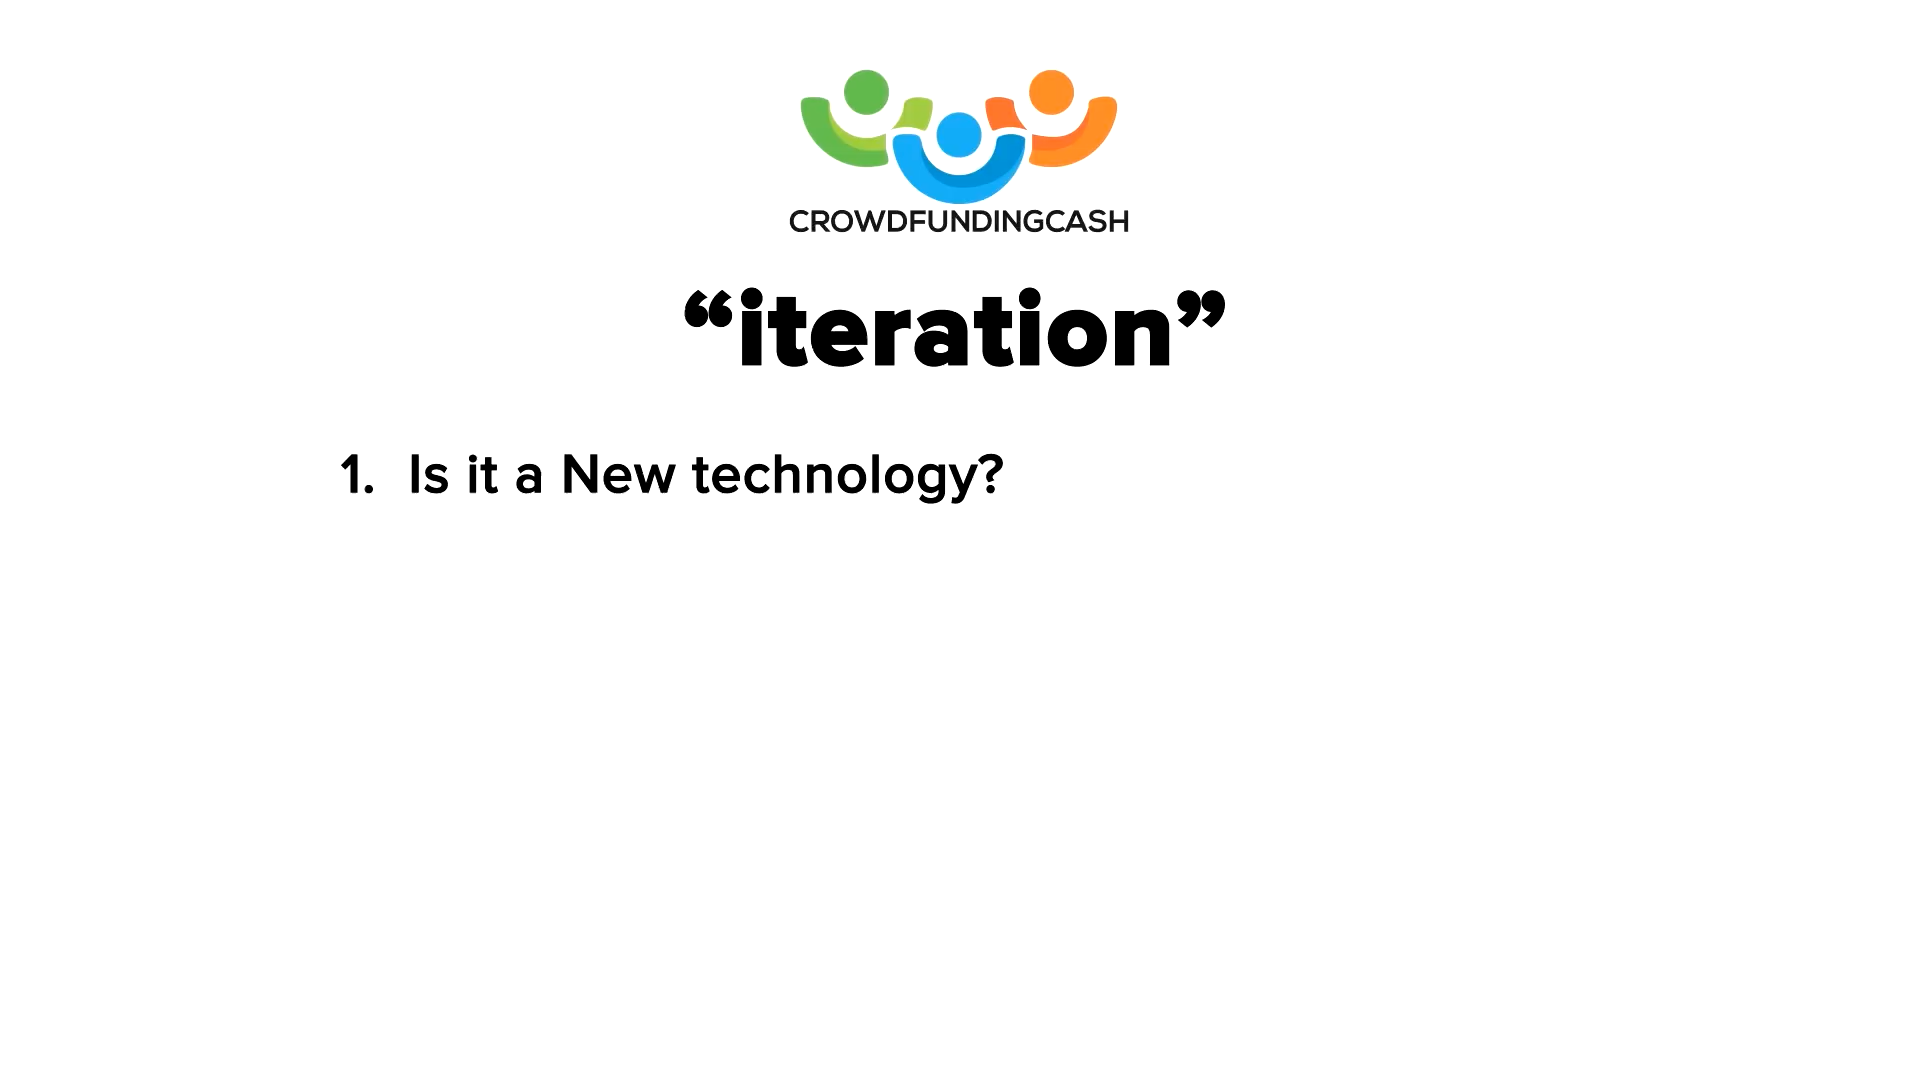 CROWDFUNDINGCASH
“iteration”
1. Is it a New technology?